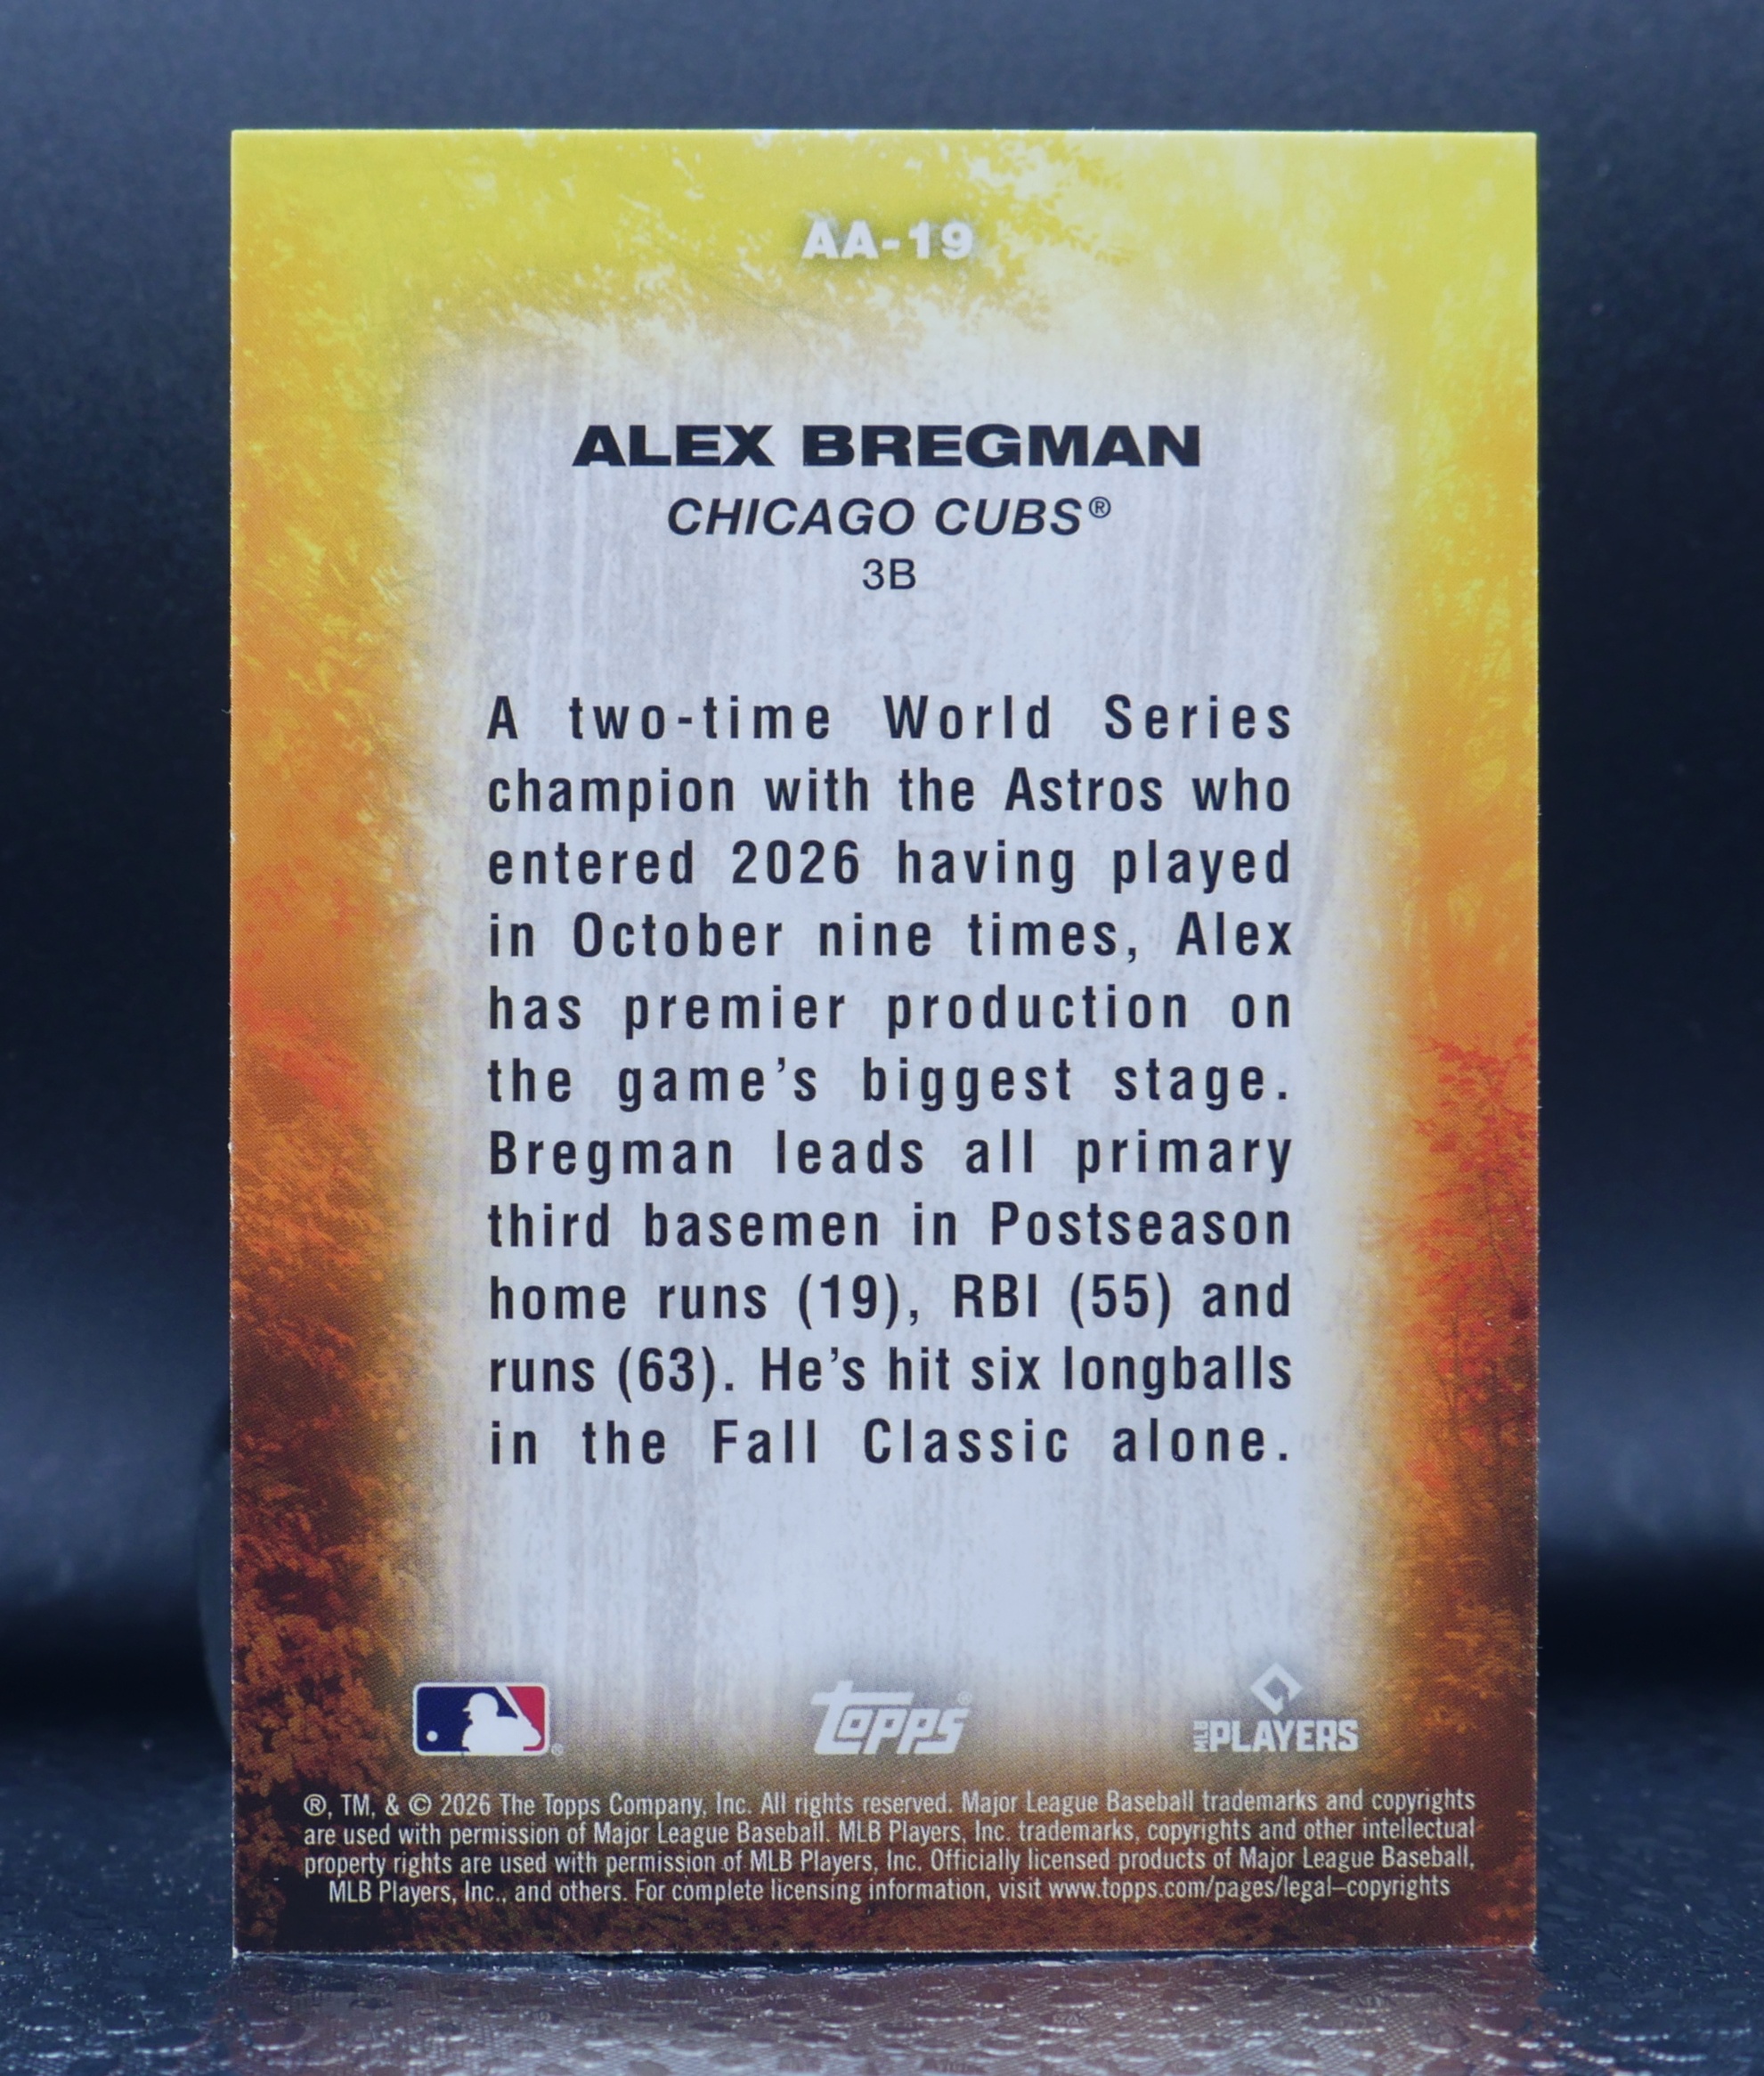 AA-19
ALEX BREGMAN
CHICAGO CUBS®
3B
A two-time World Series
champion with the Astros who
entered 2026 having played
in October nine times, Alex
has premier production on
the game's biggest stage.
Bregman leads all primary
third basemen in Postseason
home runs (19), RBI (55) and
runs (63). He's hit six longballs
in the Fall Classic alone.
®
topps®
MLB PLAYERS
®, TM, & © 2026 The Topps Company, Inc. All rights reserved. Major League Baseball trademarks and copyrights
are used with permission of Major League Baseball. MLB Players, Inc. trademarks, copyrights and other intellectual
property rights are used with permission of MLB Players, Inc. Officially licensed products of Major League Baseball,
MLB Players, Inc., and others. For complete licensing information, visit www.topps.com/pages/legal–copyrights